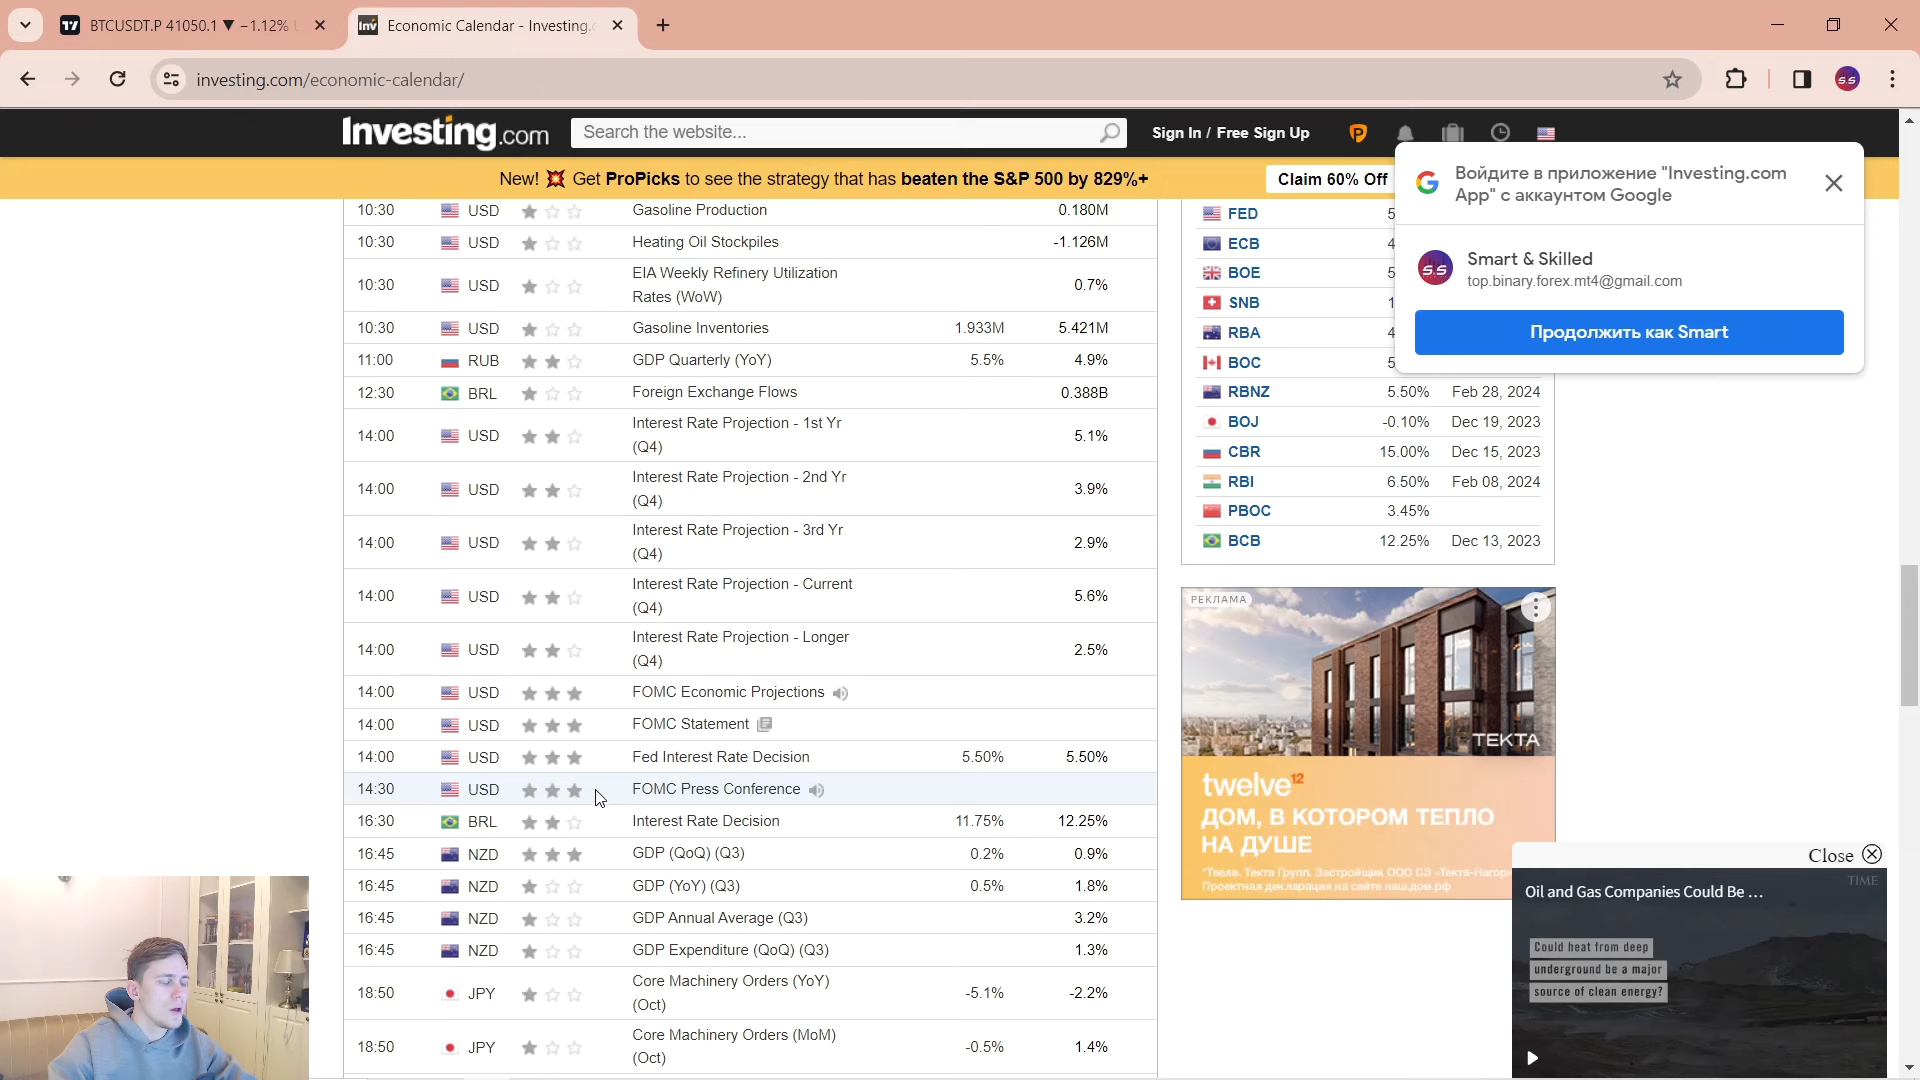 BTCUSDT.P 41050.1 ▼ −1.12%
Economic Calendar - Investing.
investing.com/economic-calendar/
Investing.com
Search the website...
Sign In / Free Sign Up
New! 💥 Get ProPicks to see the strategy that has beaten the S&P 500 by 829%+
Claim 60% Off
10:30 USD Gasoline Production 0.180M
10:30 USD Heating Oil Stockpiles -1.126M
10:30 USD EIA Weekly Refinery Utilization
Rates (WoW) 0.7%
10:30 USD Gasoline Inventories 1.933M 5.421M
11:00 RUB GDP Quarterly (YoY) 5.5% 4.9%
12:30 BRL Foreign Exchange Flows 0.388B
14:00 USD Interest Rate Projection - 1st Yr
(Q4) 5.1%
14:00 USD Interest Rate Projection - 2nd Yr
(Q4) 3.9%
14:00 USD Interest Rate Projection - 3rd Yr
(Q4) 2.9%
14:00 USD Interest Rate Projection - Current
(Q4) 5.6%
14:00 USD Interest Rate Projection - Longer
(Q4) 2.5%
14:00 USD FOMC Economic Projections
14:00 USD FOMC Statement
14:00 USD Fed Interest Rate Decision 5.50% 5.50%
14:30 USD FOMC Press Conference
16:30 BRL Interest Rate Decision 11.75% 12.25%
16:45 NZD GDP (QoQ) (Q3) 0.2% 0.9%
16:45 NZD GDP (YoY) (Q3) 0.5% 1.8%
16:45 NZD GDP Annual Average (Q3) 3.2%
16:45 NZD GDP Expenditure (QoQ) (Q3) 1.3%
18:50 JPY Core Machinery Orders (YoY)
(Oct) -5.1% -2.2%
18:50 JPY Core Machinery Orders (MoM)
(Oct) -0.5% 1.4%
FED 5
ECB 4
BOE 5
SNB 1
RBA 4
BOC 5
RBNZ 5.50% Feb 28, 2024
BOJ -0.10% Dec 19, 2023
CBR 15.00% Dec 15, 2023
RBI 6.50% Feb 08, 2024
PBOC 3.45%
BCB 12.25% Dec 13, 2023
Войдите в приложение "Investing.com
App" с аккаунтом Google
Smart & Skilled
top.binary.forex.mt4@gmail.com
Продолжить как Smart
РЕКЛАМА
ТЕКТА
twelve12
ДОМ, В КОТОРОМ ТЕПЛО
НА ДУШЕ
Проектная декларация на сайте наш.дом.рф
Close
TIME
Oil and Gas Companies Could Be ...
Could heat from deep
underground be a major
source of clean energy?